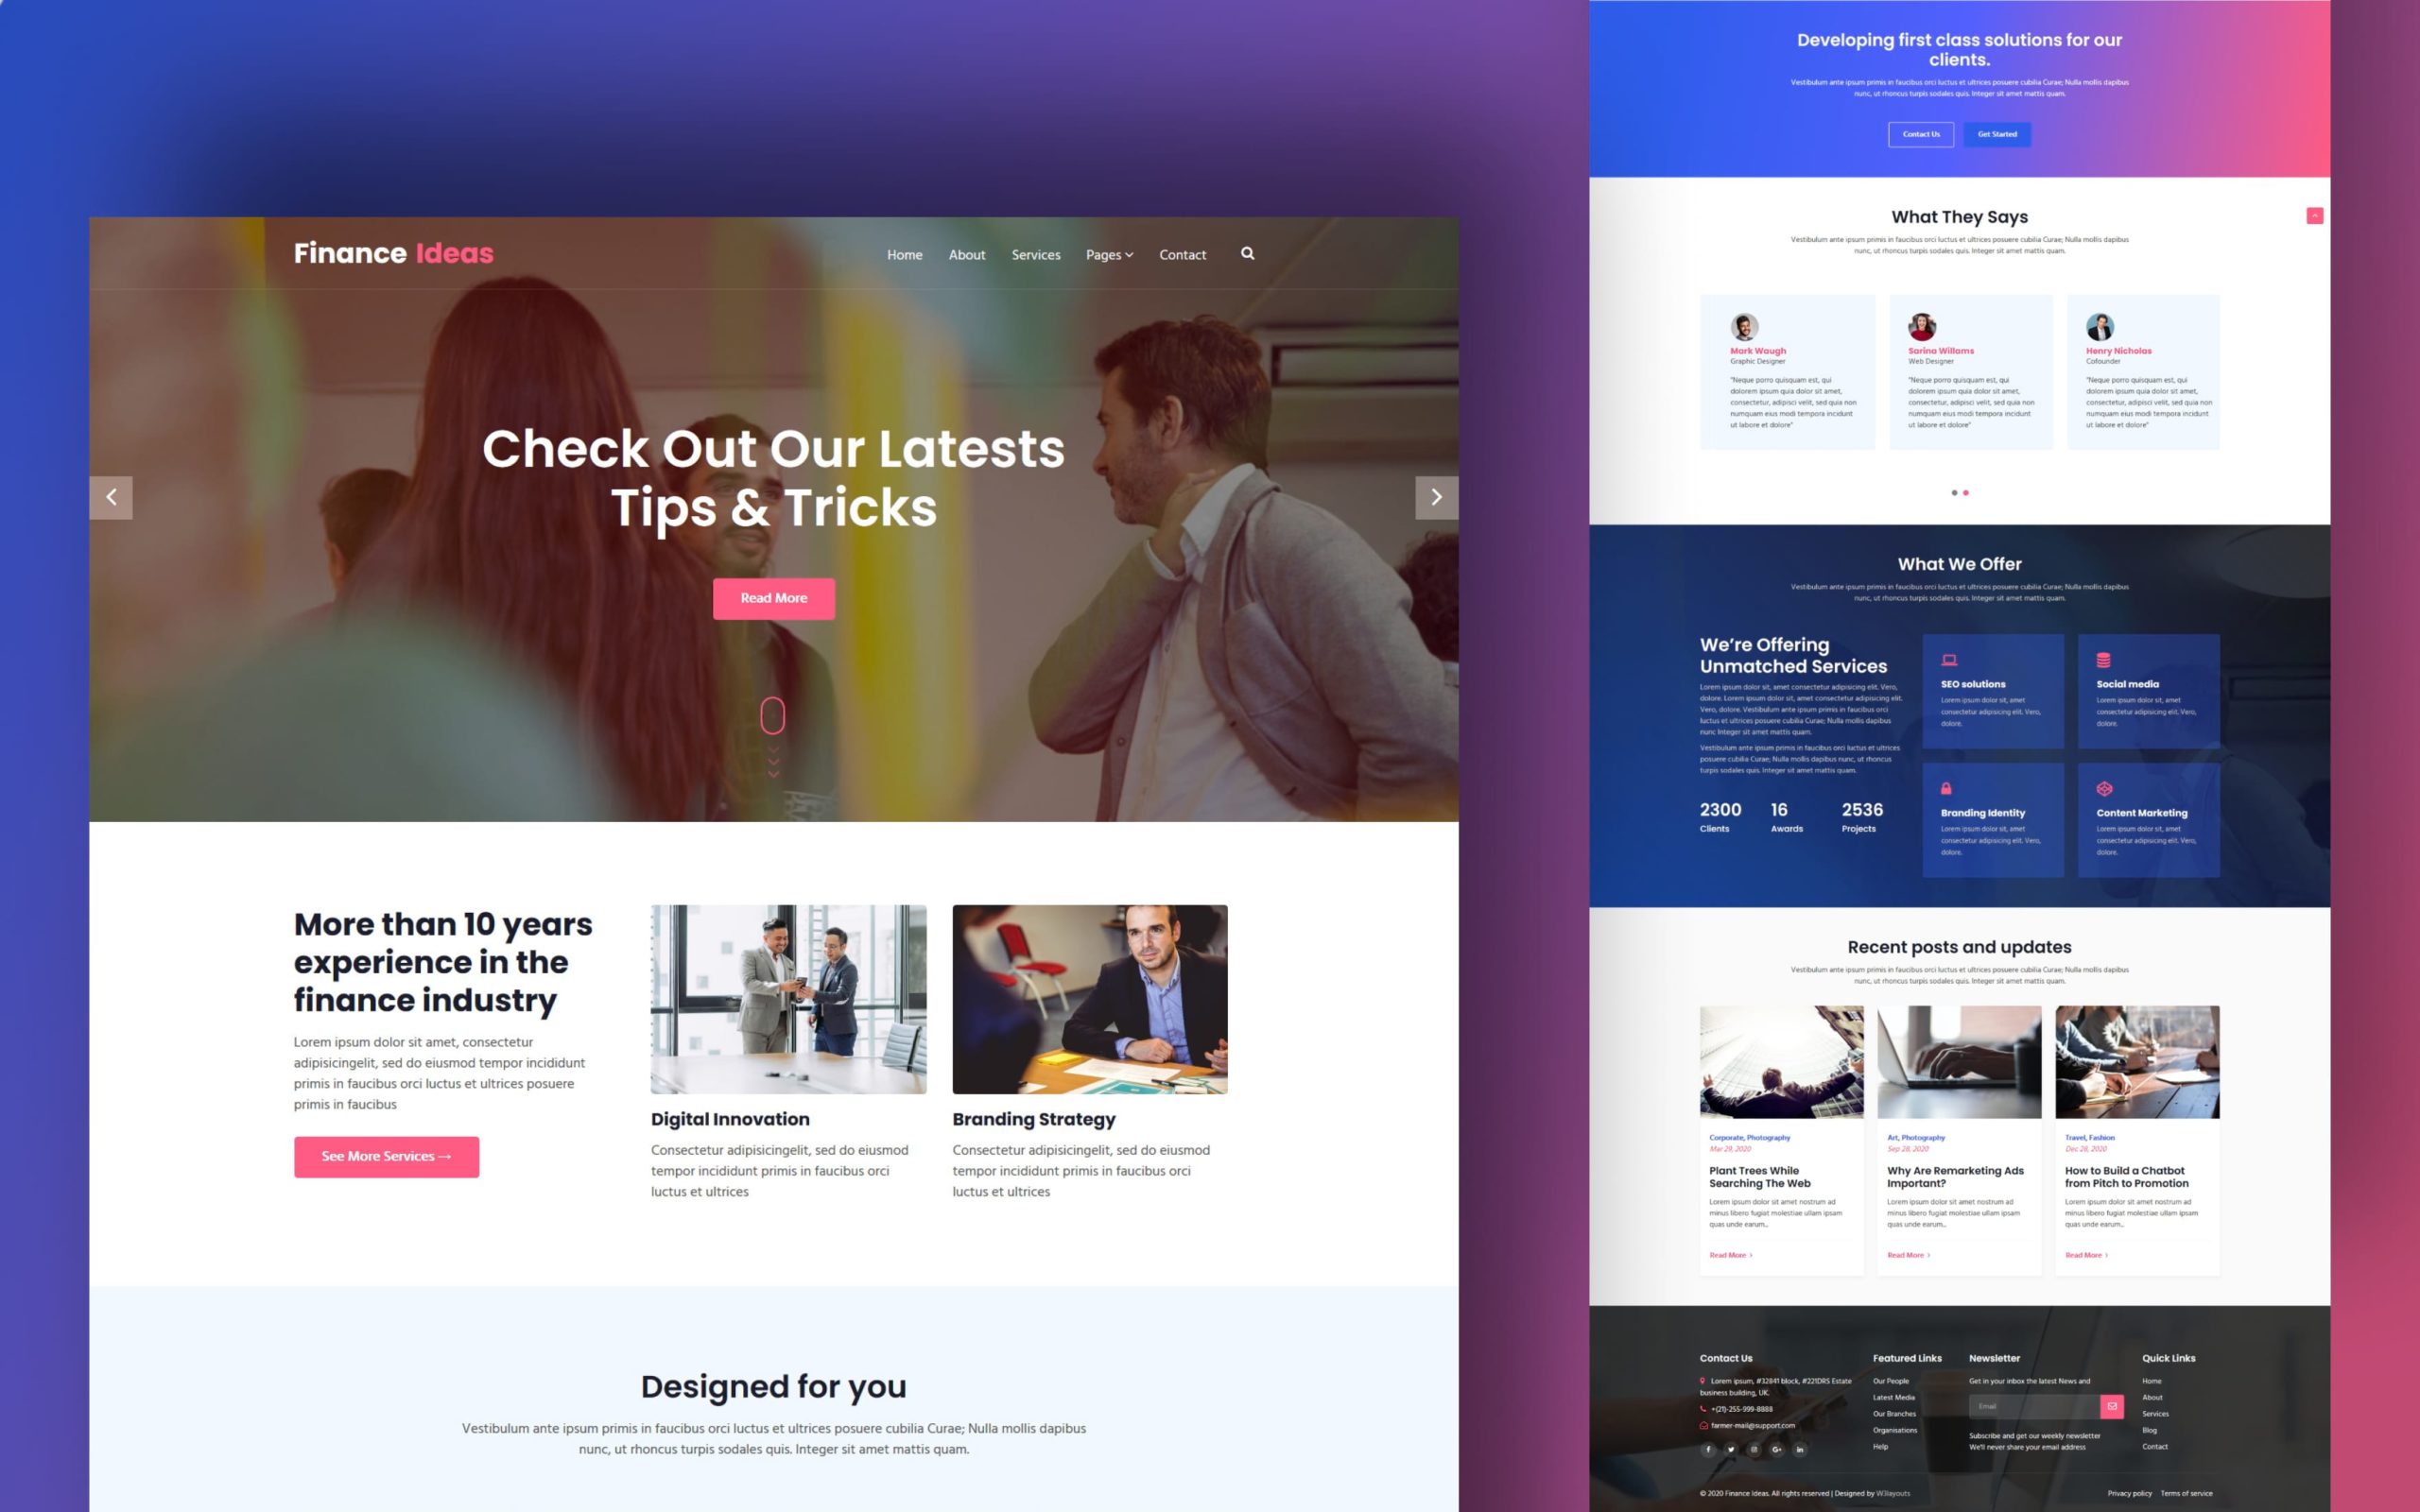 Finance Ideas
Home About Services Pages Contact
Check Out Our Latests
Tips & Tricks
Read More
More than 10 years
experience in the
finance industry
Lorem ipsum dolor sit amet, consectetur
adipisicingelit, sed do eiusmod tempor incididunt
primis in faucibus orci luctus et ultrices posuere
primis in faucibus
See More Services →
Digital Innovation
Consectetur adipisicingelit, sed do eiusmod
tempor incididunt primis in faucibus orci
luctus et ultrices
Branding Strategy
Consectetur adipisicingelit, sed do eiusmod
tempor incididunt primis in faucibus orci
luctus et ultrices
Designed for you
Vestibulum ante ipsum primis in faucibus orci luctus et ultrices posuere cubilia Curae; Nulla mollis dapibus
nunc, ut rhoncus turpis sodales quis. Integer sit amet mattis quam.
Developing first class solutions for our
clients.
Vestibulum ante ipsum primis in faucibus orci luctus et ultrices posuere cubilia Curae; Nulla mollis dapibus
nunc, ut rhoncus turpis sodales quis. Integer sit amet mattis quam.
Contact Us
Get Started
What They Says
Vestibulum ante ipsum primis in faucibus orci luctus et ultrices posuere cubilia Curae; Nulla mollis dapibus
nunc, ut rhoncus turpis sodales quis. Integer sit amet mattis quam.
Mark Waugh
Graphic Designer
"Neque porro quisquam est, qui
dolorem ipsum quia dolor sit amet,
consectetur, adipisci velit, sed quia non
numquam eius modi tempora incidunt
ut labore et dolore"
Sarina Willams
Web Designer
"Neque porro quisquam est, qui
dolorem ipsum quia dolor sit amet,
consectetur, adipisci velit, sed quia non
numquam eius modi tempora incidunt
ut labore et dolore"
Henry Nicholas
Cofounder
"Neque porro quisquam est, qui
dolorem ipsum quia dolor sit amet,
consectetur, adipisci velit, sed quia non
numquam eius modi tempora incidunt
ut labore et dolore"
What We Offer
Vestibulum ante ipsum primis in faucibus orci luctus et ultrices posuere cubilia Curae; Nulla mollis dapibus
nunc, ut rhoncus turpis sodales quis. Integer sit amet mattis quam.
We're Offering
Unmatched Services
Lorem ipsum dolor sit, amet consectetur adipisicing elit. Vero,
dolore. Lorem ipsum dolor sit, amet consectetur adipisicing elit.
Vero, dolore. Vestibulum ante ipsum primis in faucibus orci
luctus et ultrices posuere cubilia Curae; Nulla mollis dapibus
nunc Integer sit amet mattis quam.
Vestibulum ante ipsum primis in faucibus orci luctus et ultrices
posuere cubilia Curae; Nulla mollis dapibus nunc, ut rhoncus
turpis sodales quis. Integer sit amet mattis quam.
2300 16 2536
Clients Awards Projects
SEO solutions
Lorem ipsum dolor sit, amet
consectetur adipisicing elit. Vero,
dolore.
Social media
Lorem ipsum dolor sit, amet
consectetur adipisicing elit. Vero,
dolore.
Branding Identity
Lorem ipsum dolor sit, amet
consectetur adipisicing elit. Vero,
dolore.
Content Marketing
Lorem ipsum dolor sit, amet
consectetur adipisicing elit. Vero,
dolore.
Recent posts and updates
Vestibulum ante ipsum primis in faucibus orci luctus et ultrices posuere cubilia Curae; Nulla mollis dapibus
nunc, ut rhoncus turpis sodales quis. Integer sit amet mattis quam.
Corporate, Photography
Mar 29, 2020
Plant Trees While
Searching The Web
Lorem ipsum dolor sit amet nostrum ad
minus libero fugiat molestiae ullam ipsam
quas unde earum..
Read More >
Art, Photography
Sep 28, 2020
Why Are Remarketing Ads
Important?
Lorem ipsum dolor sit amet nostrum ad
minus libero fugiat molestiae ullam ipsam
quas unde earum..
Read More >
Travel, Fashion
Dec 26, 2020
How to Build a Chatbot
from Pitch to Promotion
Lorem ipsum dolor sit amet nostrum ad
minus libero fugiat molestiae ullam ipsam
quas unde earum..
Read More >
Contact Us
Lorem ipsum, #32841 block, #221DRS Estate
business building, UK.
+(21)-255-999-8888
farmer-mail@support.com
Featured Links
Our People
Latest Media
Our Branches
Organisations
Help
Newsletter
Get in your inbox the latest News and
Email
Subscribe and get our weekly newsletter
We'll never share your email address
Quick Links
Home
About
Services
Blog
Contact
© 2020 Finance Ideas. All rights reserved | Designed by W3layouts
Privacy policy Terms of service